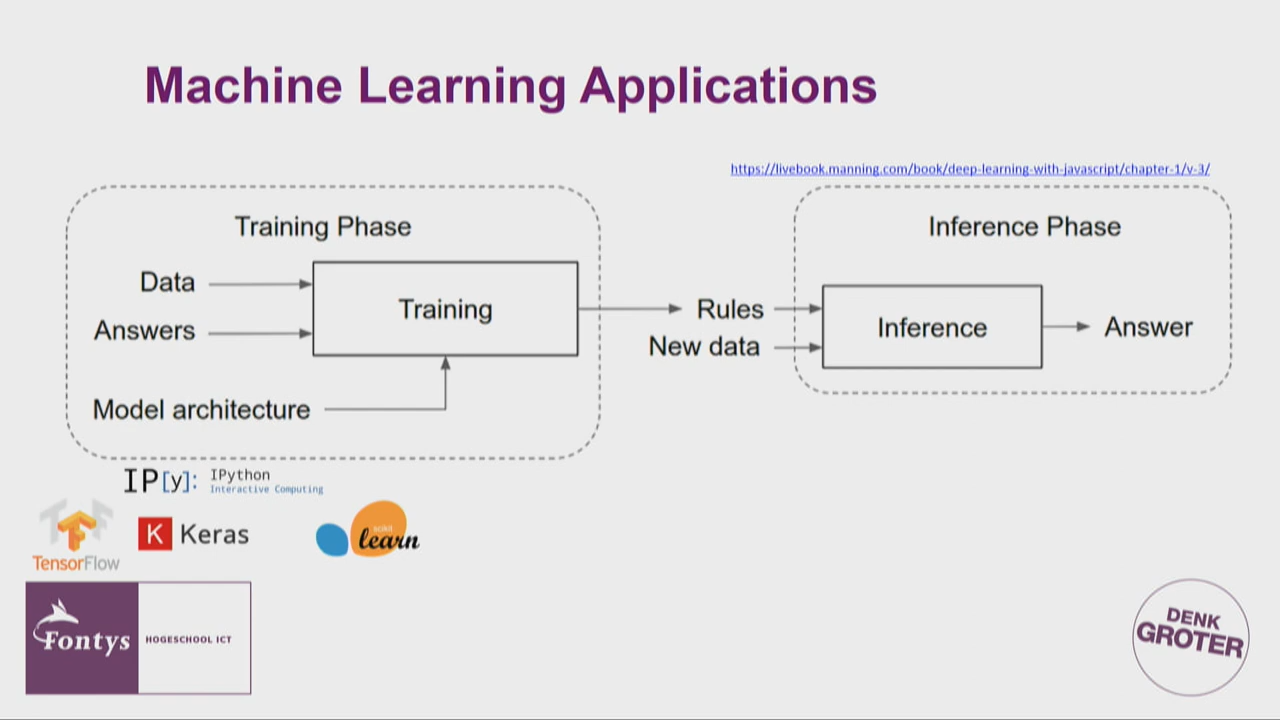 Machine Learning Applications
https://livebook.manning.com/book/deep-learning-with-javascript/chapter-1/v-3/
Training Phase
Data
Answers
Training
Model architecture
Rules
New data
Inference Phase
Inference
Answer
IP[y]:
IPython
Interactive Computing
TensorFlow
K Keras
scikit
learn
Fontys
HOGESCHOOL ICT
DENK
GROTER